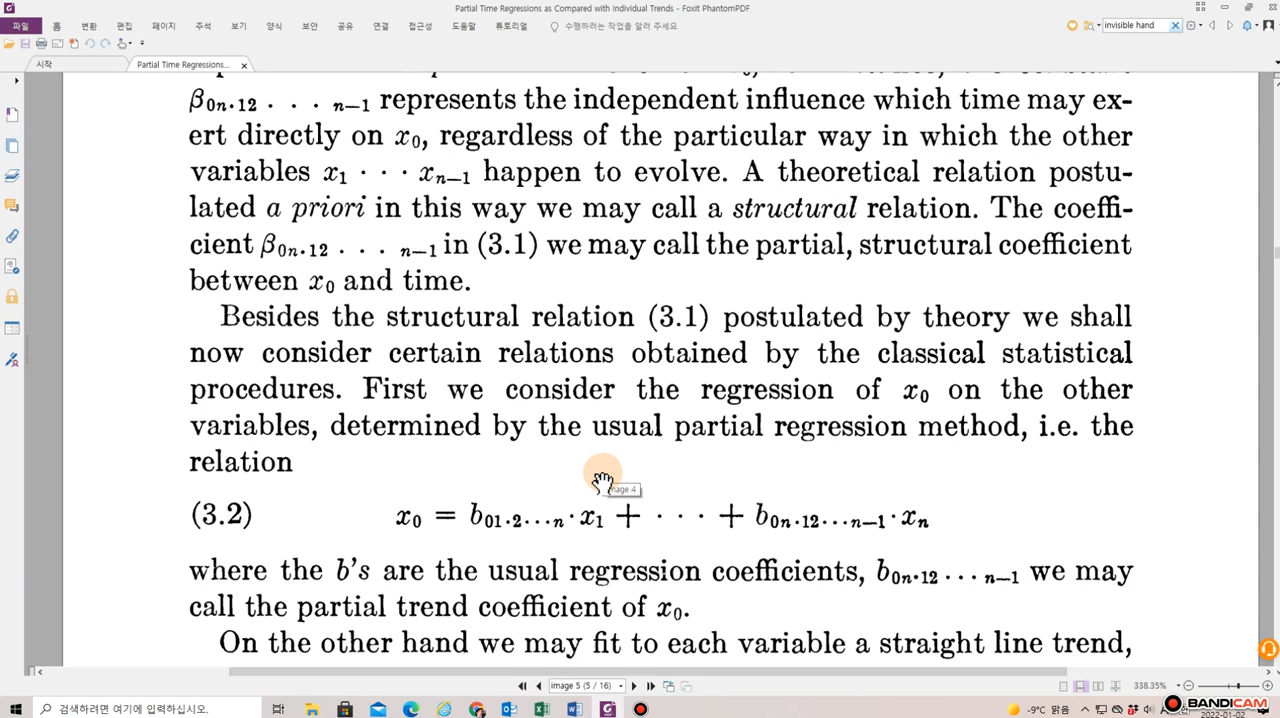 Partial Time Regressions as Compared with Individual Trends - Foxit PhantomPDF
파일 홈 변환 편집 페이지 주석 보기 양식 보안 공유 연결 접근성 도움말 튜토리얼 수행하려는 작업을 알려 주세요 invisible hand
시작 Partial Time Regressions...
β₀ₙ.₁₂ . . . ₙ₋₁ represents the independent influence which time may ex-
ert directly on x₀, regardless of the particular way in which the other
variables x₁ · · · xₙ₋₁ happen to evolve. A theoretical relation postu-
lated a priori in this way we may call a structural relation. The coeffi-
cient β₀ₙ.₁₂ . . . ₙ₋₁ in (3.1) we may call the partial, structural coefficient
between x₀ and time.
Besides the structural relation (3.1) postulated by theory we shall
now consider certain relations obtained by the classical statistical
procedures. First we consider the regression of x₀ on the other
variables, determined by the usual partial regression method, i.e. the
relation
mage 4
(3.2) x₀ = b₀₁.₂...ₙ · x₁ + · · · + b₀ₙ.₁₂...ₙ₋₁ · xₙ
where the b's are the usual regression coefficients, b₀ₙ.₁₂ . . . ₙ₋₁ we may
call the partial trend coefficient of x₀.
On the other hand we may fit to each variable a straight line trend,
image 5 (5 / 16) 338.35%
검색하려면 여기에 입력하십시오. -9°C 맑음
BANDICAM
2022-01-02